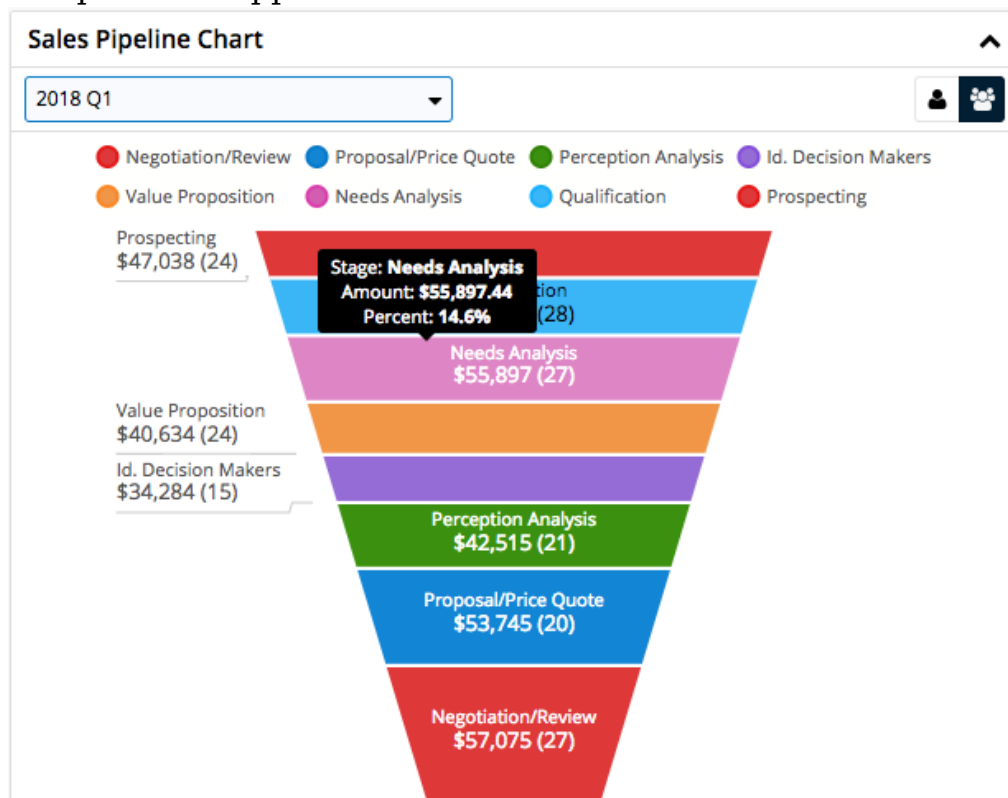 Sales Pipeline Chart
2018 Q1
Negotiation/Review Proposal/Price Quote Perception Analysis Id. Decision Makers
Value Proposition Needs Analysis Qualification Prospecting
Prospecting
$47,038 (24)
Stage: Needs Analysis
Amount: $55,897.44
Percent: 14.6%
(28)
Needs Analysis
$55,897 (27)
Value Proposition
$40,634 (24)
Id. Decision Makers
$34,284 (15)
Perception Analysis
$42,515 (21)
Proposal/Price Quote
$53,745 (20)
Negotiation/Review
$57,075 (27)